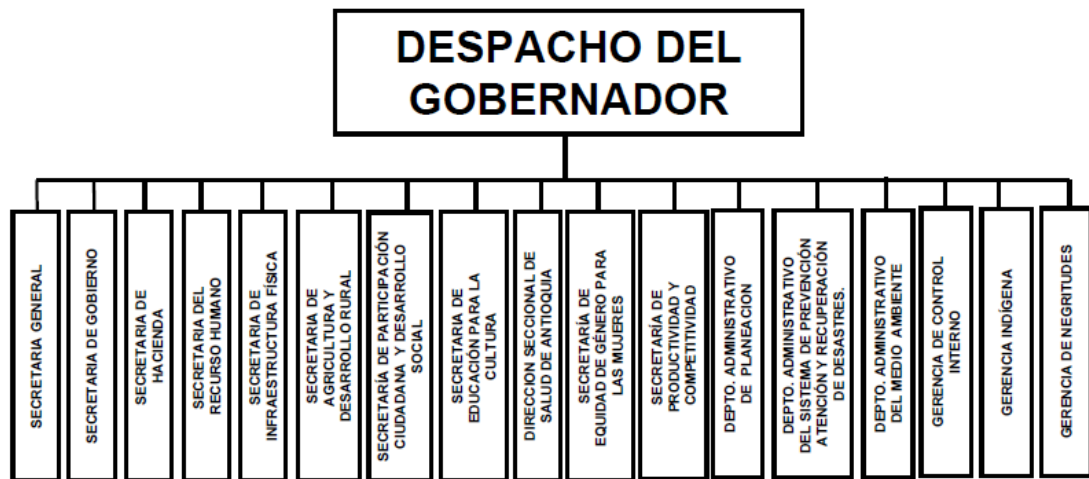 DESPACHO DEL
GOBERNADOR
SECRETARIA GENERAL
SECRETARIA DE GOBIERNO
SECRETARIA DE
HACIENDA
SECRETARIA DEL
RECURSO HUMANO
SECRETARIA DE
INFRAESTRUCTURA FÍSICA
SECRETARIA DE
AGRICULTURA Y
DESARROLLO RURAL
SECRETARÍA DE PARTICIPACIÓN
CIUDADANA Y DESARROLLO
SOCIAL
SECRETARIA DE
EDUCACIÓN PARA LA
CULTURA
DIRECCION SECCIONAL DE
SALUD DE ANTIOQUIA
SECRETARÍA DE
EQUIDAD DE GÉNERO PARA
LAS MUJERES
SECRETARÍA DE
PRODUCTIVIDAD Y
COMPETITIVIDAD
DEPTO. ADMINISTRATIVO
DE PLANEACION
DEPTO. ADMINISTRATIVO
DEL SISTEMA DE PREVENCIÓN
ATENCIÓN Y RECUPERACIÓN
DE DESASTRES.
DEPTO. ADMINISTRATIVO
DEL MEDIO AMBIENTE
GERENCIA DE CONTROL
INTERNO
GERENCIA INDÍGENA
GERENCIA DE NEGRITUDES